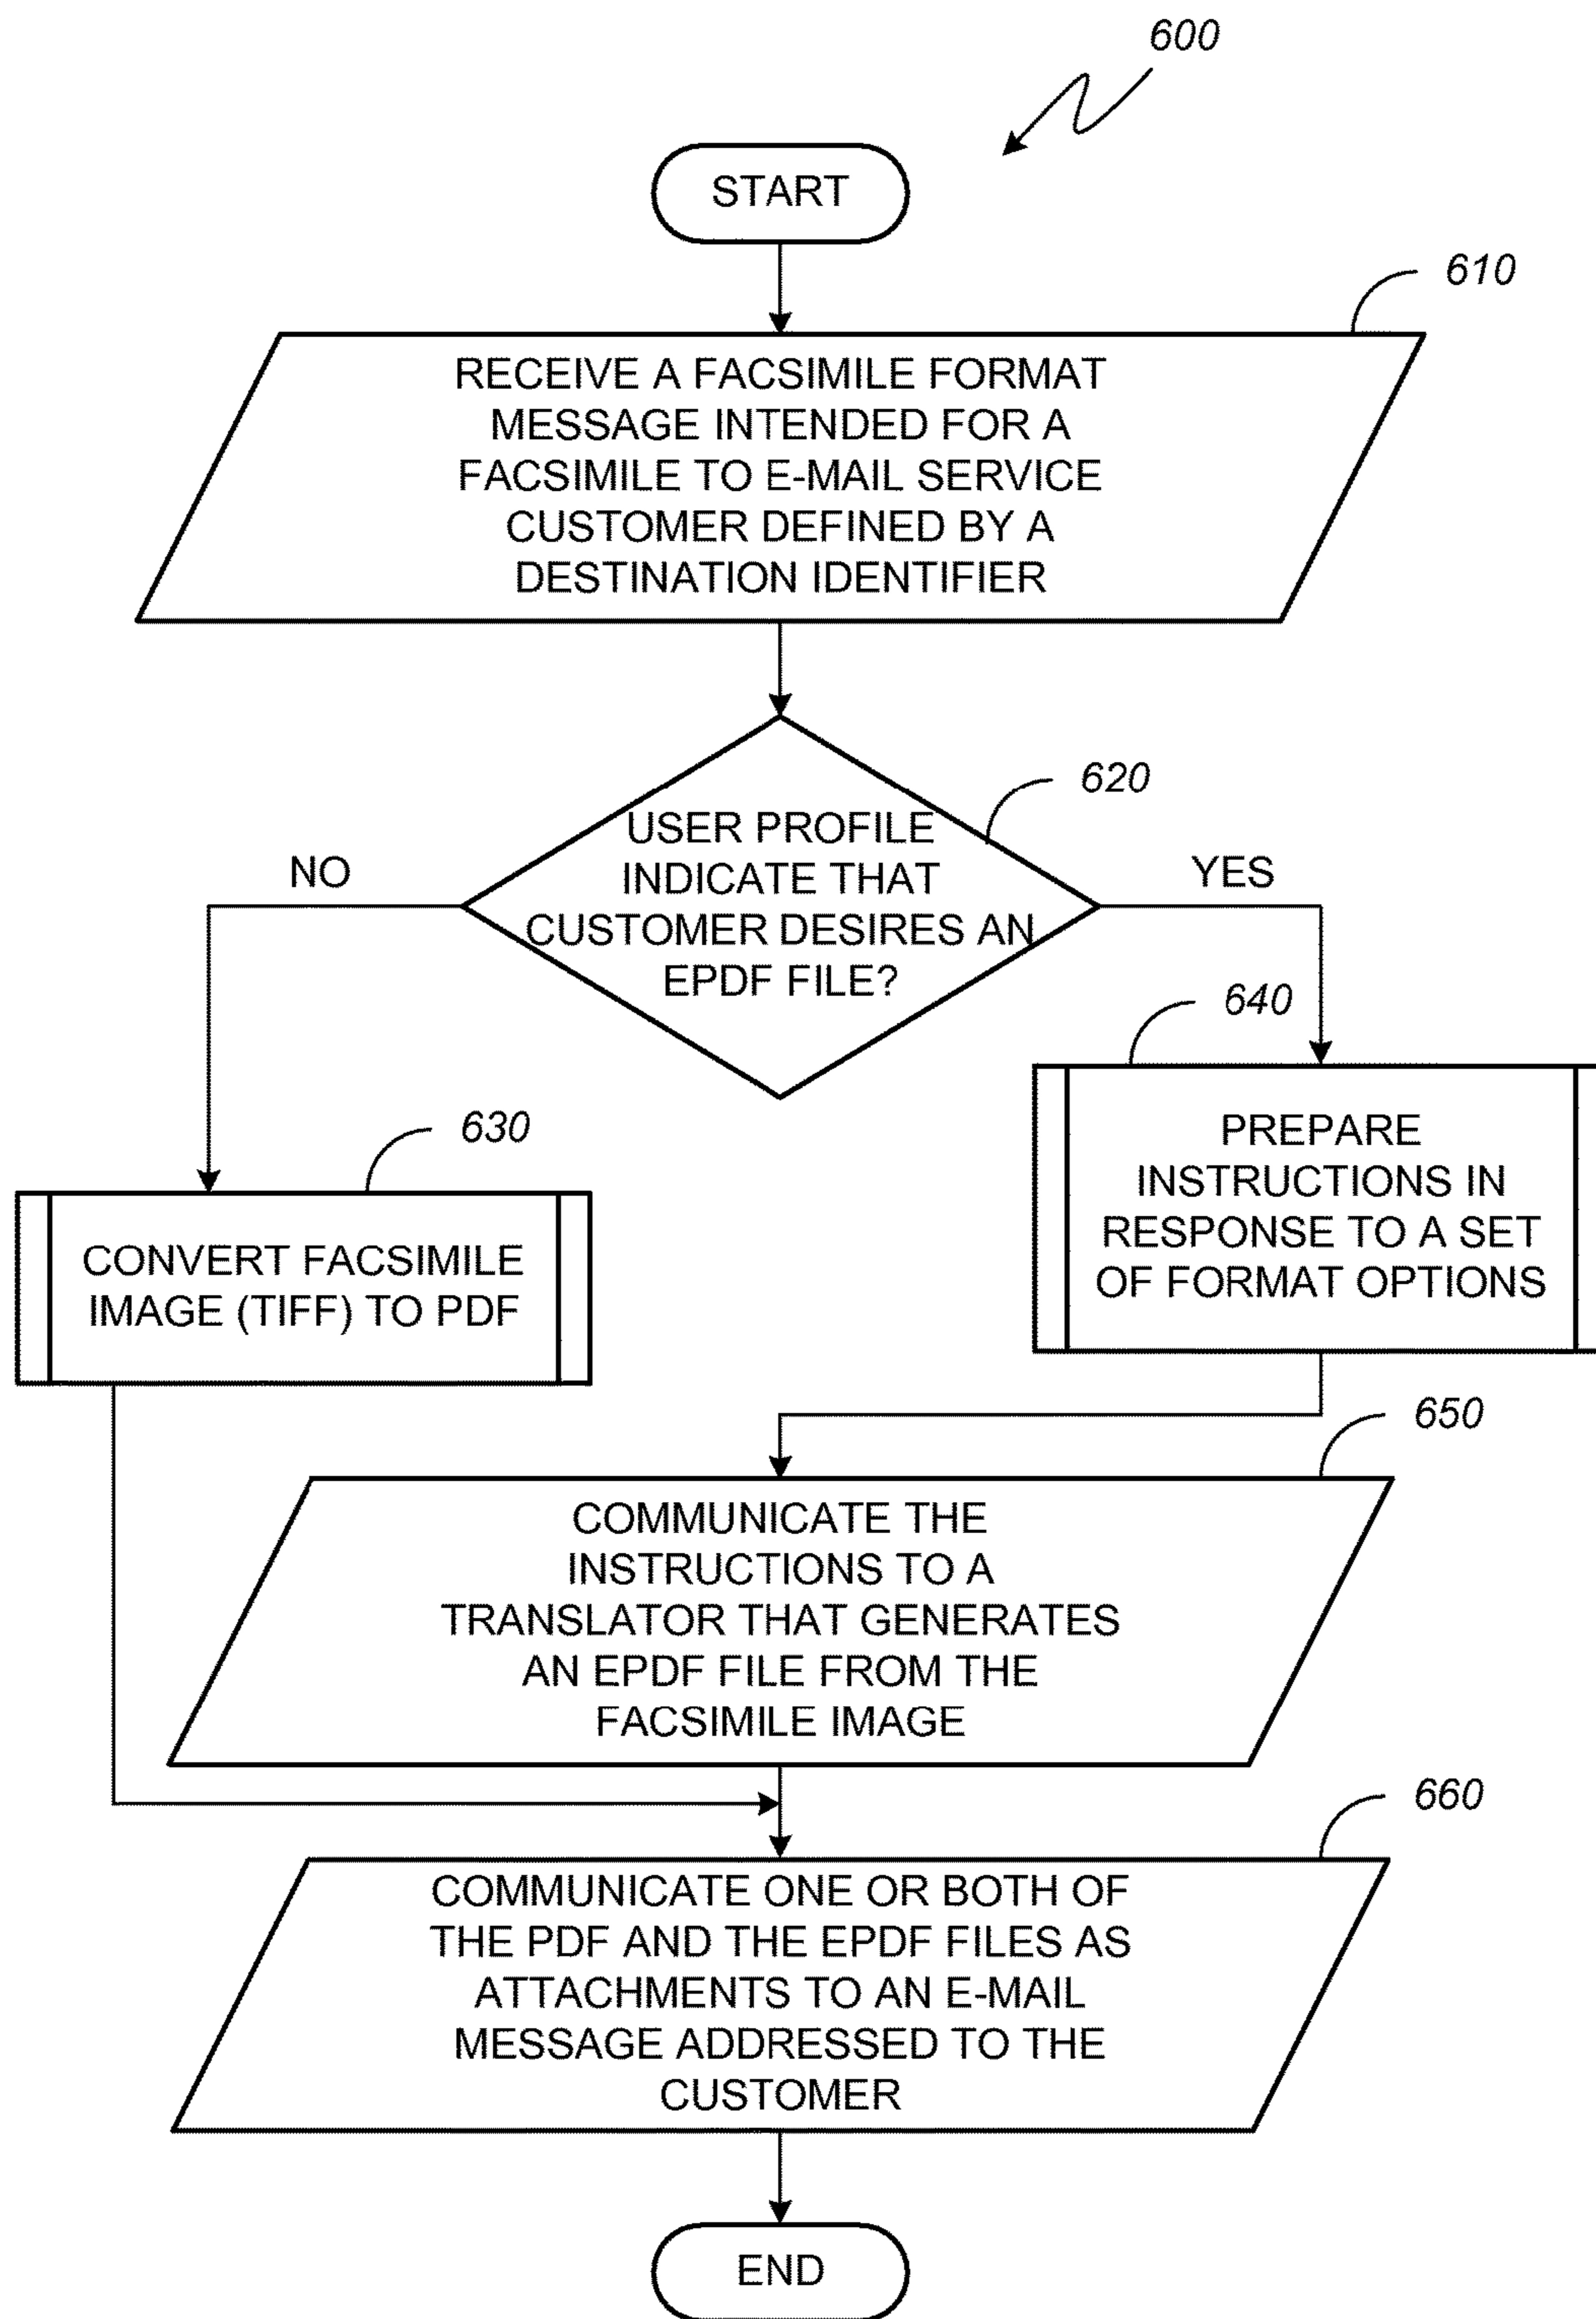 600
START
610
RECEIVE A FACSIMILE FORMAT
MESSAGE INTENDED FOR A
FACSIMILE TO E-MAIL SERVICE
CUSTOMER DEFINED BY A
DESTINATION IDENTIFIER
620
USER PROFILE
INDICATE THAT
CUSTOMER DESIRES AN
EPDF FILE?
NO
YES
630
CONVERT FACSIMILE
IMAGE (TIFF) TO PDF
640
PREPARE
INSTRUCTIONS IN
RESPONSE TO A SET
OF FORMAT OPTIONS
650
COMMUNICATE THE
INSTRUCTIONS TO A
TRANSLATOR THAT GENERATES
AN EPDF FILE FROM THE
FACSIMILE IMAGE
660
COMMUNICATE ONE OR BOTH OF
THE PDF AND THE EPDF FILES AS
ATTACHMENTS TO AN E-MAIL
MESSAGE ADDRESSED TO THE
CUSTOMER
END